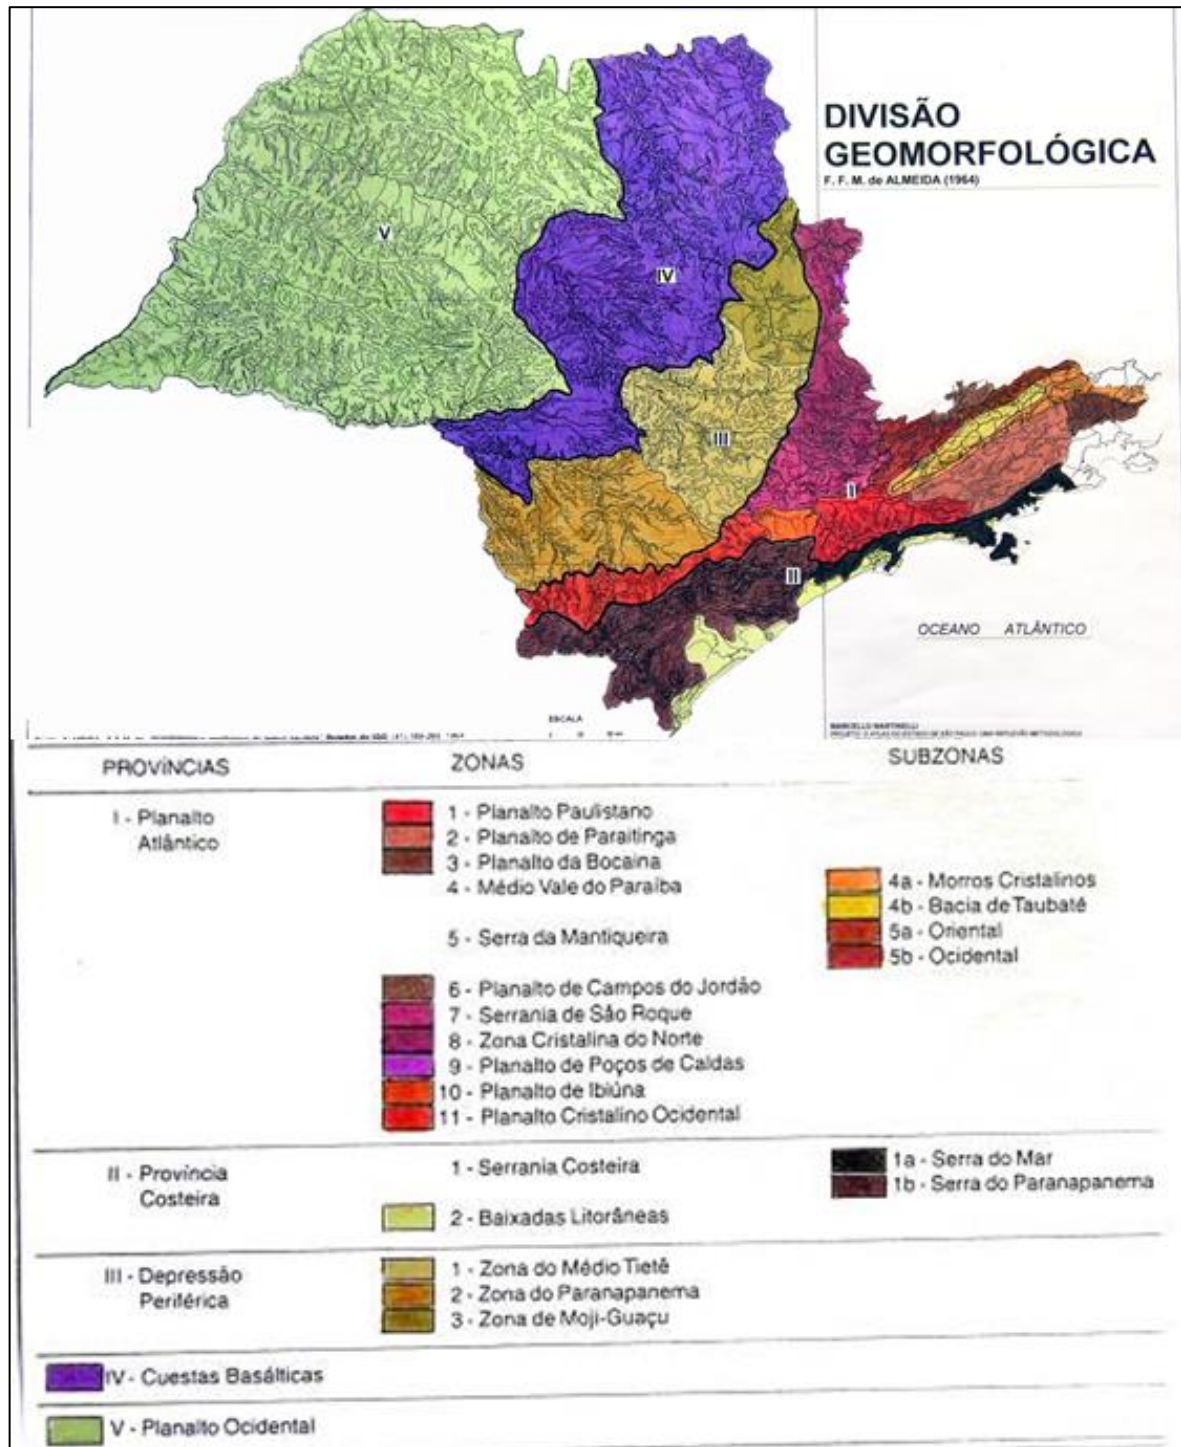 DIVISÃO
GEOMORFOLÓGICA
F. F. M. de ALMEIDA (1964)
V
IV
III
I
II
OCEANO ATLÂNTICO
ESCALA
MARCELLO MARTINELLI
PROVÍNCIAS ZONAS SUBZONAS
I - Planalto
Atlântico
1 - Planalto Paulistano
2 - Planalto de Paraitinga
3 - Planalto da Bocaina
4 - Médio Vale do Paraíba
4a - Morros Cristalinos
4b - Bacia de Taubaté
5 - Serra da Mantiqueira
5a - Oriental
5b - Ocidental
6 - Planalto de Campos do Jordão
7 - Serrania de São Roque
8 - Zona Cristalina do Norte
9 - Planalto de Poços de Caldas
10 - Planalto de Ibiúna
11 - Planalto Cristalino Ocidental
II - Província
Costeira
1 - Serrania Costeira
1a - Serra do Mar
1b - Serra do Paranapanema
2 - Baixadas Litorâneas
III - Depressão
Periférica
1 - Zona do Médio Tietê
2 - Zona do Paranapanema
3 - Zona de Moji-Guaçu
IV - Cuestas Basálticas
V - Planalto Ocidental